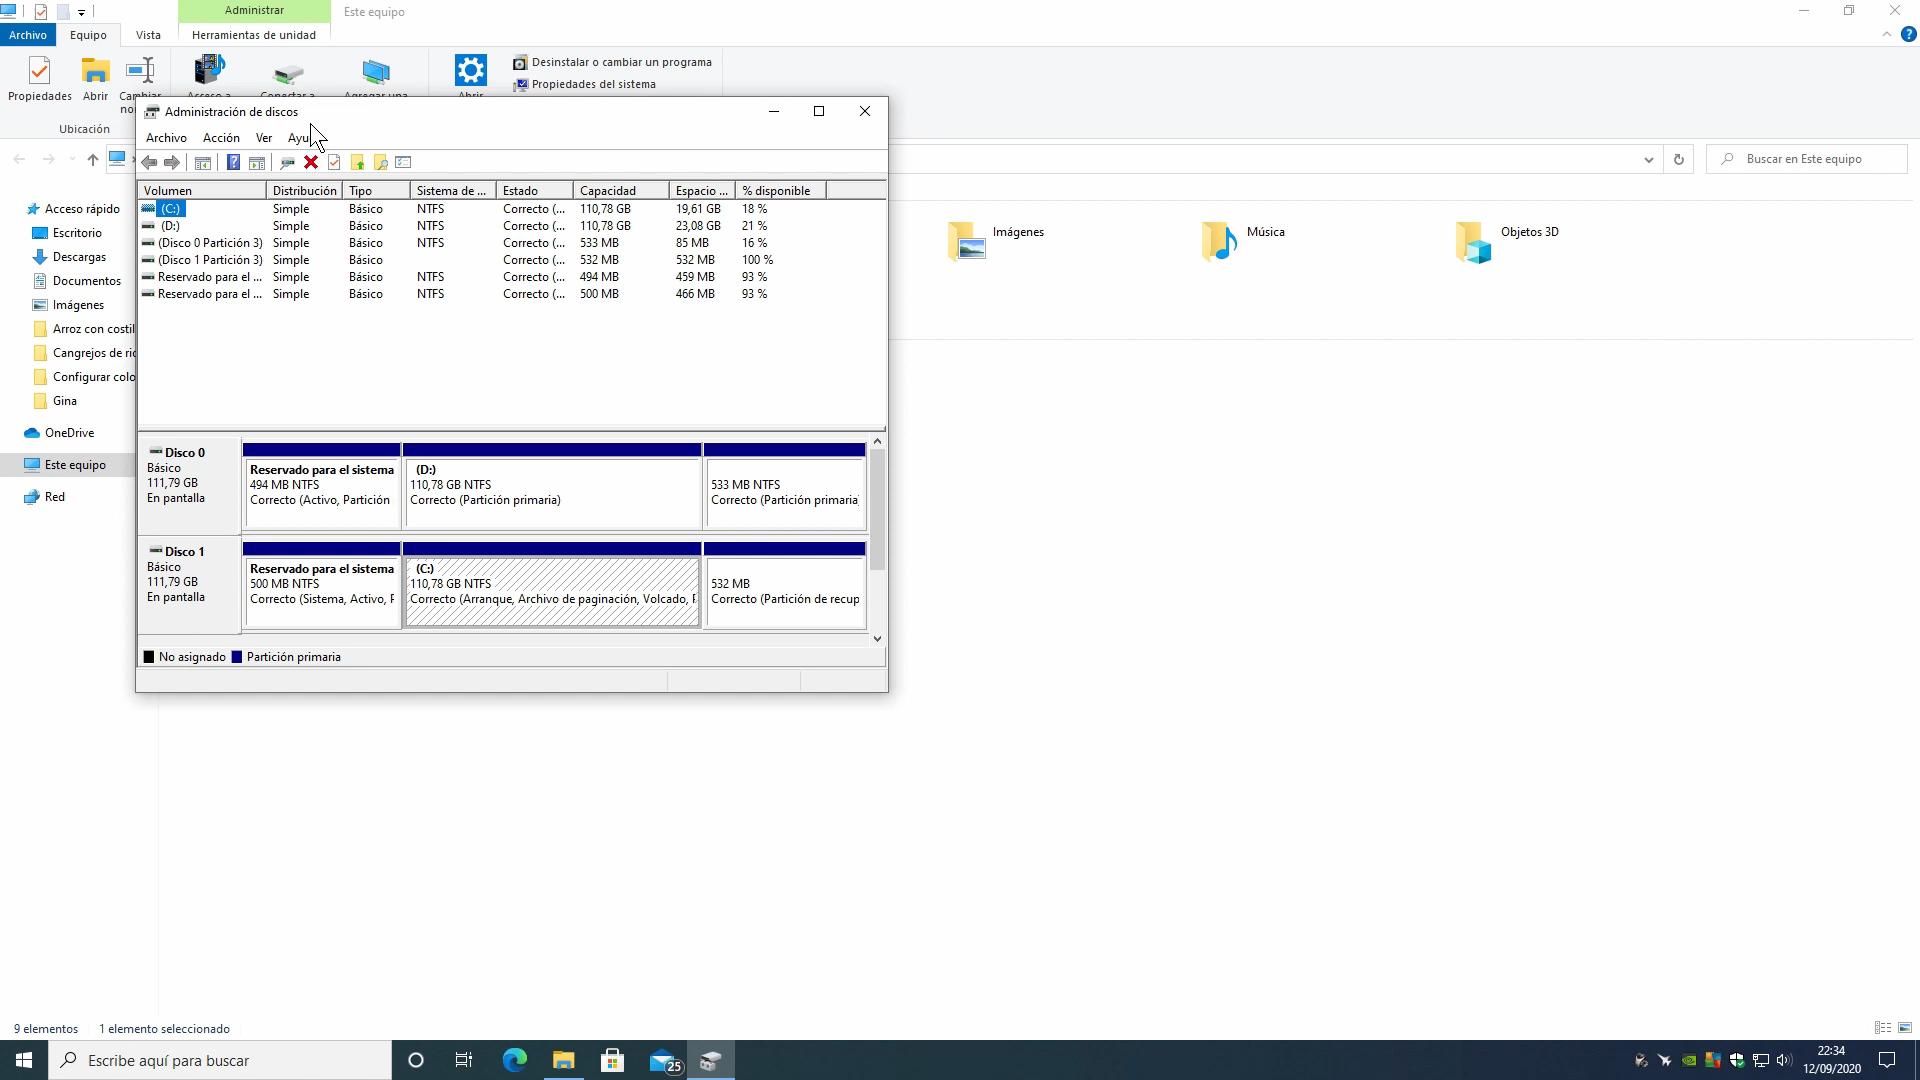 Administrar
Este equipo
Archivo
Equipo
Vista
Herramientas de unidad
Propiedades
Abrir
Desinstalar o cambiar un programa
Propiedades del sistema
Ubicación
Administración de discos
Archivo
Acción
Ver
Buscar en Este equipo
Volumen Distribución Tipo Sistema de ... Estado Capacidad Espacio ... % disponible
(C:) Simple Básico NTFS Correcto (... 110,78 GB 19,61 GB 18 %
(D:) Simple Básico NTFS Correcto (... 110,78 GB 23,08 GB 21 %
(Disco 0 Partición 3) Simple Básico NTFS Correcto (... 533 MB 85 MB 16 %
(Disco 1 Partición 3) Simple Básico Correcto (... 532 MB 532 MB 100 %
Reservado para el ... Simple Básico NTFS Correcto (... 494 MB 459 MB 93 %
Reservado para el ... Simple Básico NTFS Correcto (... 500 MB 466 MB 93 %
Acceso rápido
Escritorio
Descargas
Documentos
Imágenes
Arroz con costil
Cangrejos de
Configurar colo
Gina
OneDrive
Este equipo
Red
Imágenes
Música
Objetos 3D
Disco 0
Básico
111,79 GB
En pantalla
Reservado para el sistema
494 MB NTFS
Correcto (Activo, Partición
(D:)
110,78 GB NTFS
Correcto (Partición primaria)
533 MB NTFS
Correcto (Partición primaria)
Disco 1
Básico
111,79 GB
En pantalla
Reservado para el sistema
500 MB NTFS
Correcto (Sistema, Activo,
(C:)
110,78 GB NTFS
Correcto (Arranque, Archivo de paginación, Volcado,
532 MB
Correcto (Partición de recup
No asignado
Partición primaria
9 elementos
1 elemento seleccionado
Escribe aquí para buscar
25
22:34
12/09/2020